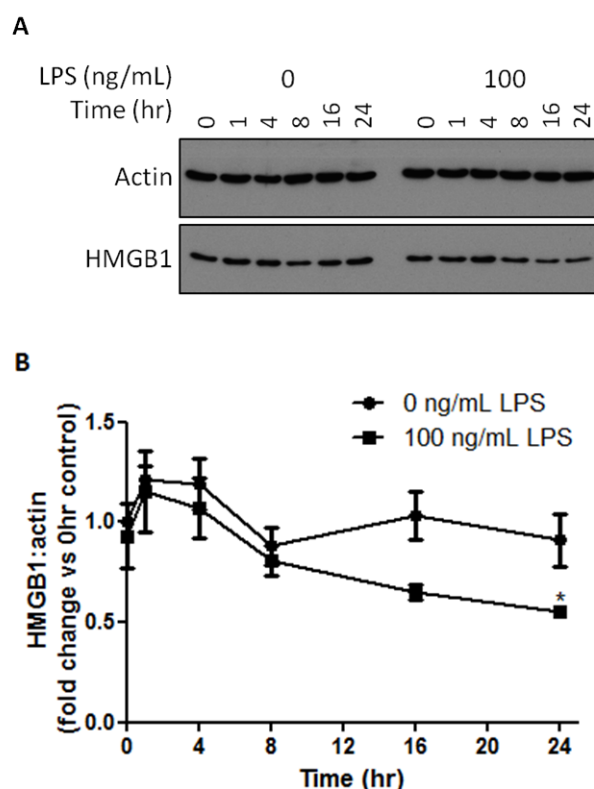 A
LPS (ng/mL) 0 100
Time (hr) 0 1 4 8 16 24 0 1 4 8 16 24
Actin
HMGB1
B
0 ng/mL LPS
100 ng/mL LPS
HMGB1:actin
(fold change vs 0hr control)
1.5
1.0
0.5
0.0
*
0 4 8 12 16 20 24
Time (hr)